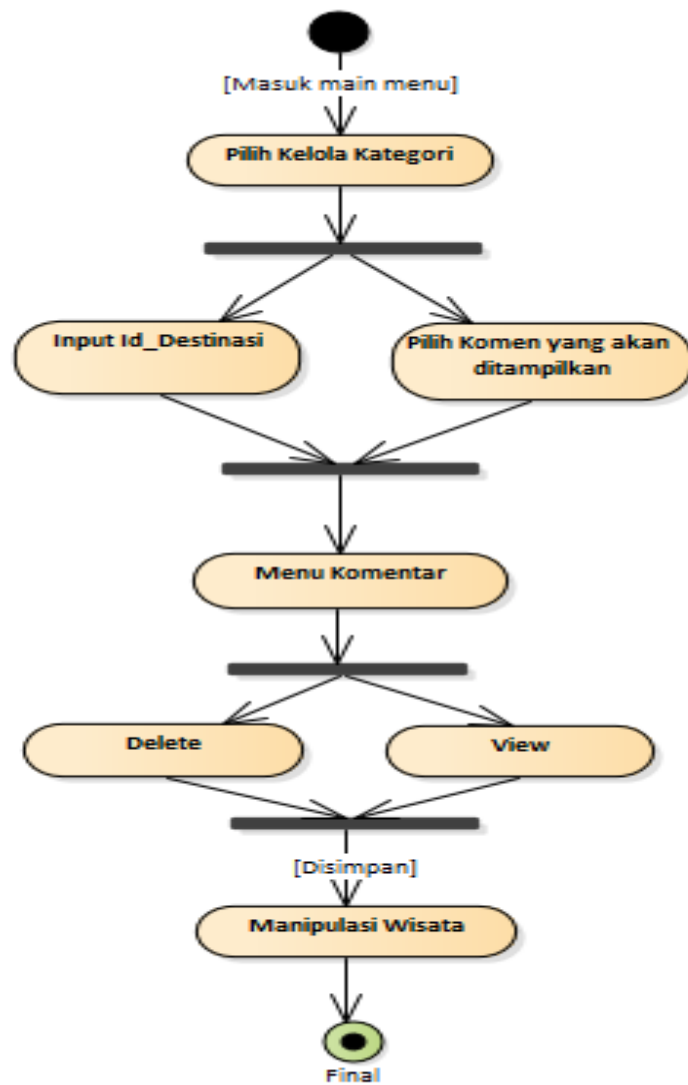 [Masuk main menu]
Pilih Kelola Kategori
Input Id_Destinasi
Pilih Komen yang akan
ditampilkan
Menu Komentar
Delete
View
[Disimpan]
Manipulasi Wisata
Final